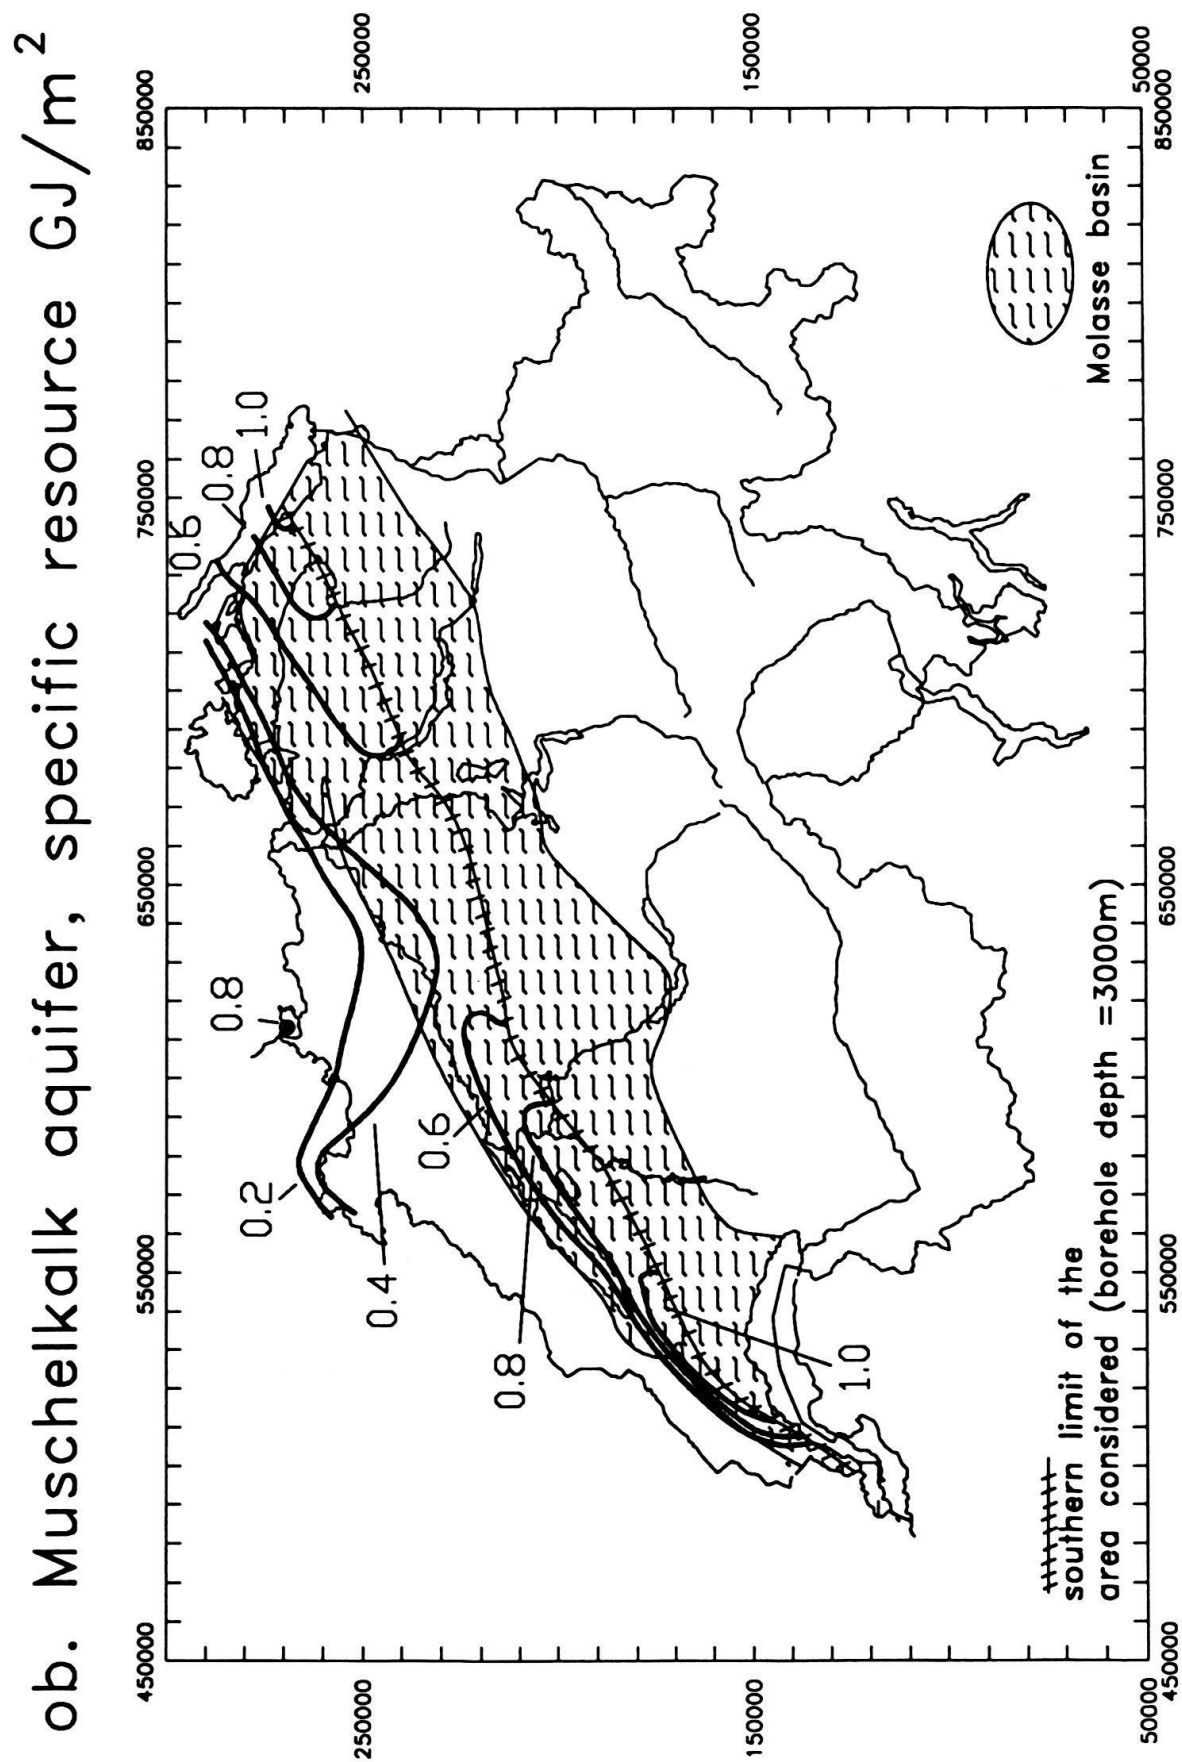 ob. Muschelkalk aquifer, specific resource GJ/m²
450000 550000 650000 750000 850000
0.6
0.8
0.8
1.0
0.2
250000 250000
0.4
0.6
0.8
150000 150000
1.0
southern limit of the
area considered (borehole depth =3000m)
Molasse basin
50000 50000
450000 550000 650000 750000 850000